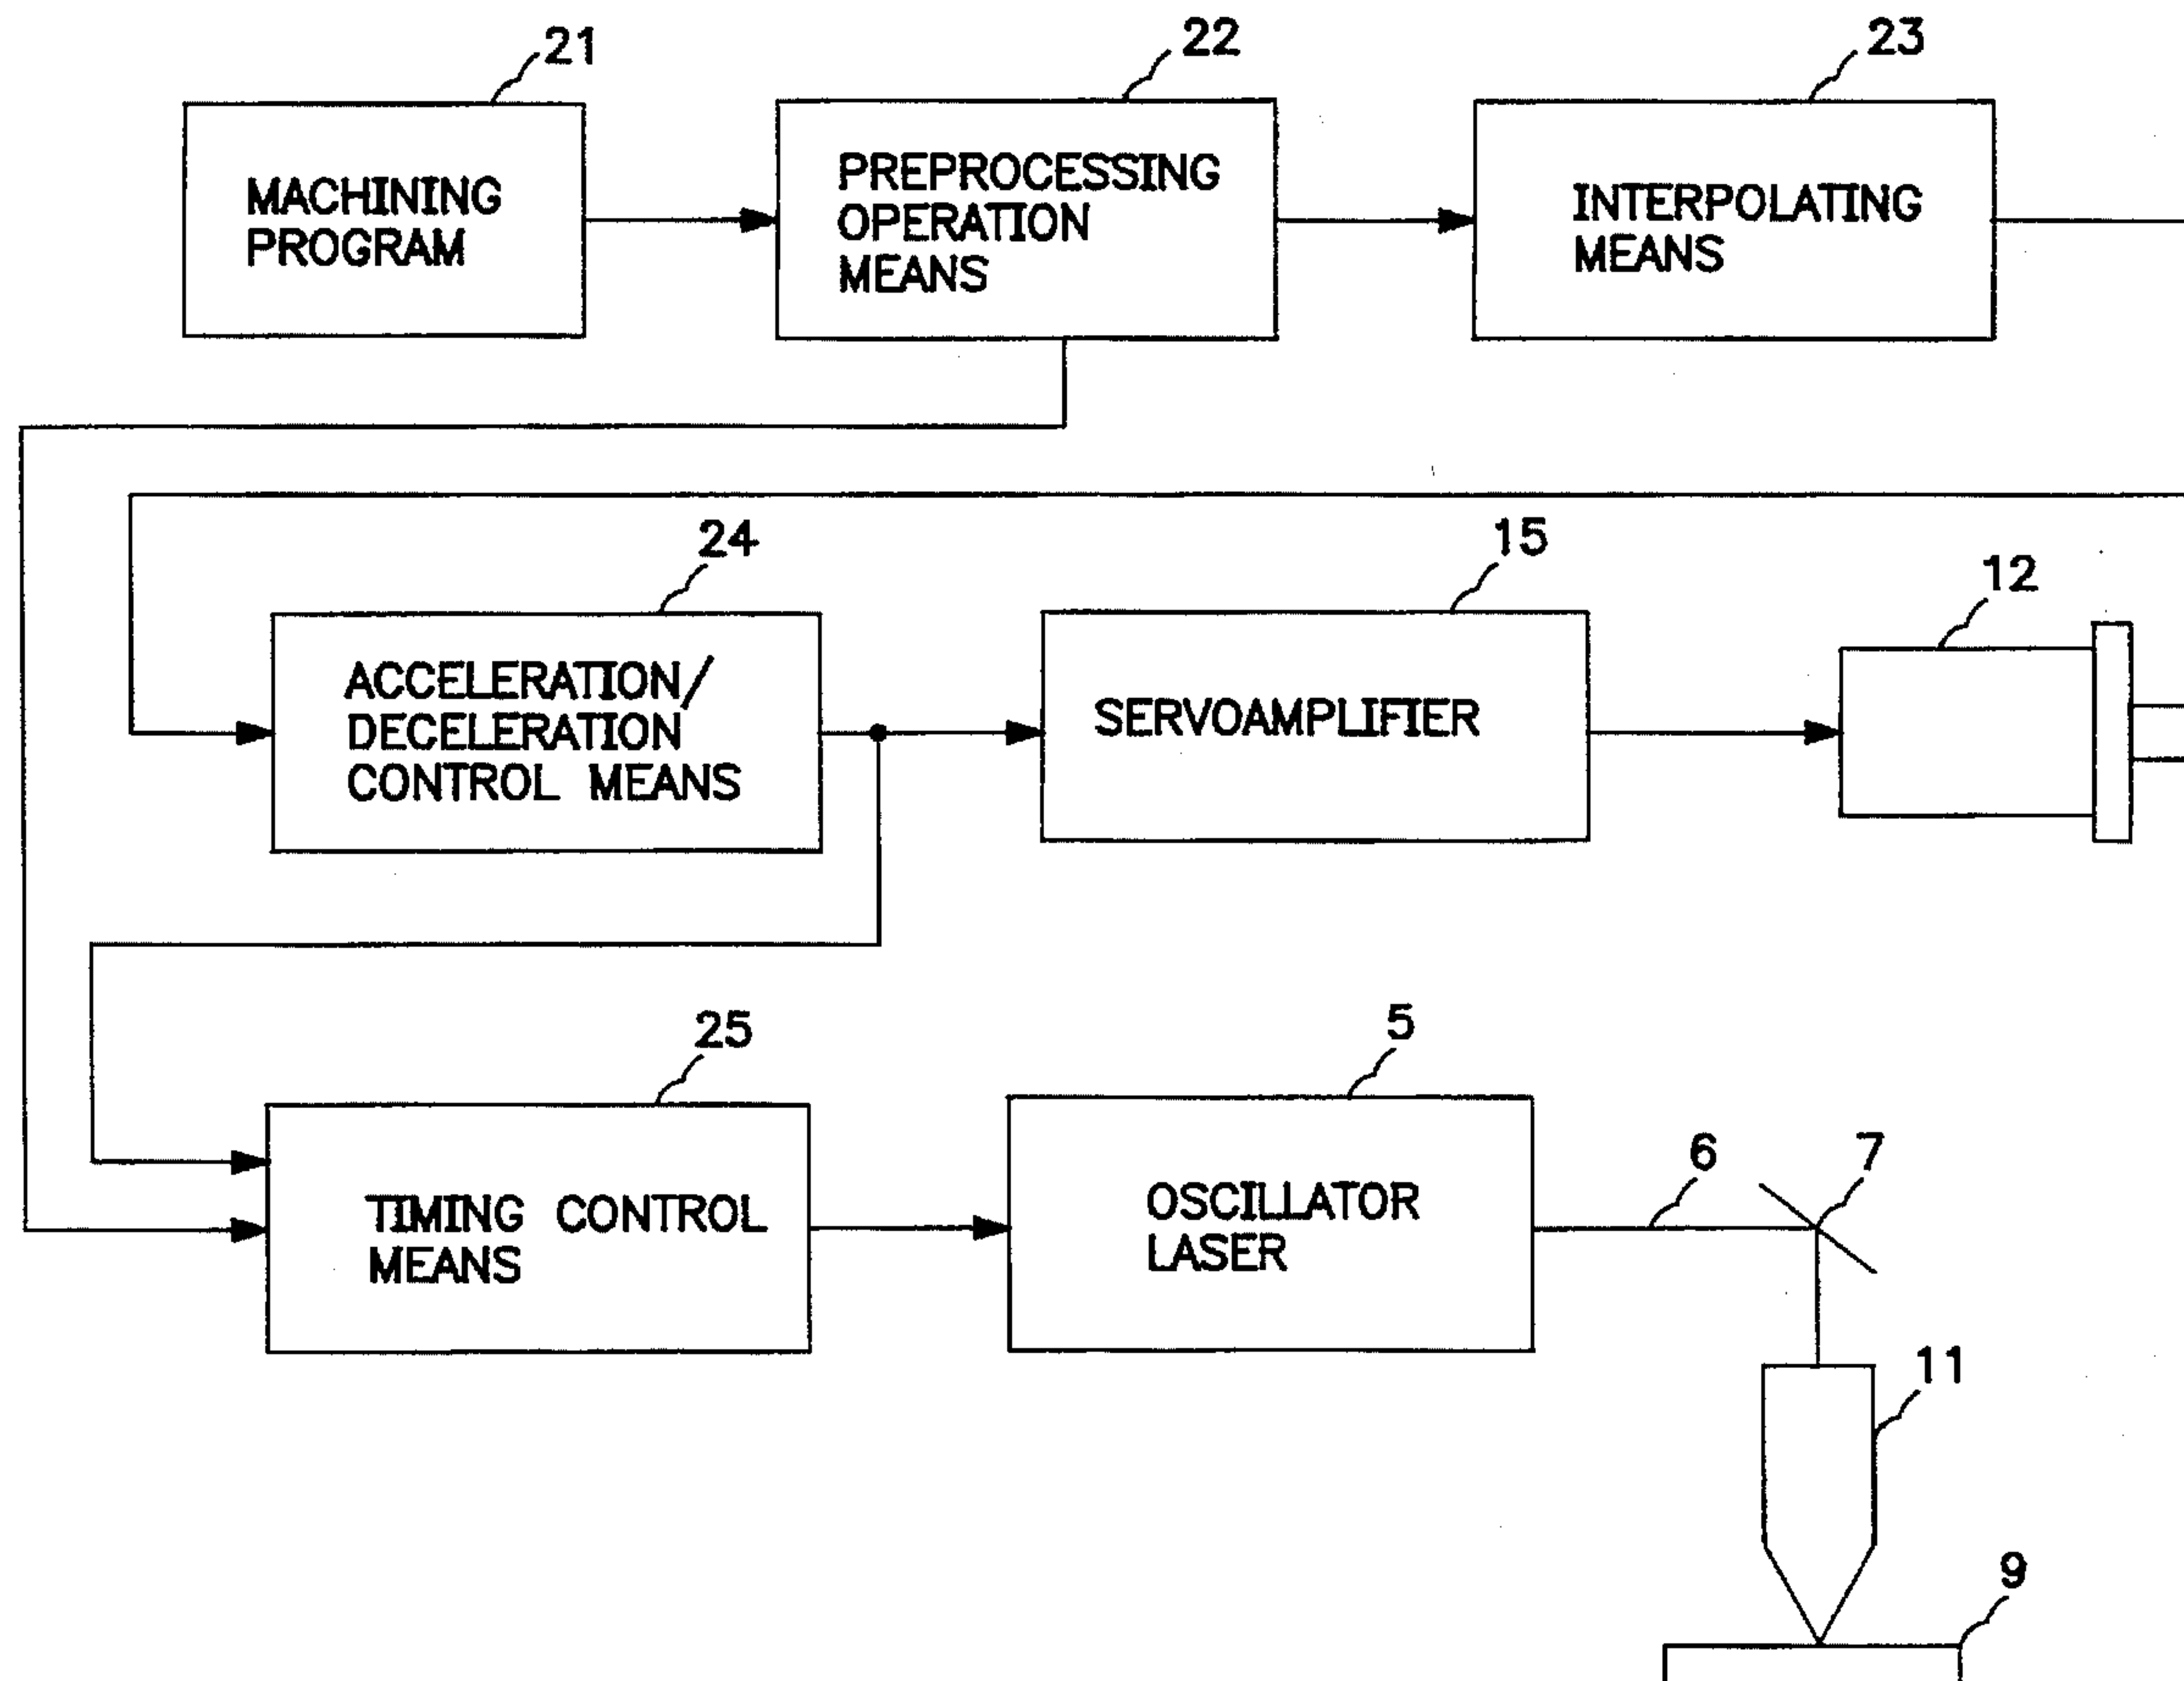 21
22
23
MACHINING
PROGRAM
PREPROCESSING
OPERATION
MEANS
INTERPOLATING
MEANS
24
15
12
ACCELERATION/
DECELERATION
CONTROL MEANS
SERVOAMPLIFIER
25
5
6
7
TIMING CONTROL
MEANS
OSCILLATOR
LASER
11
9